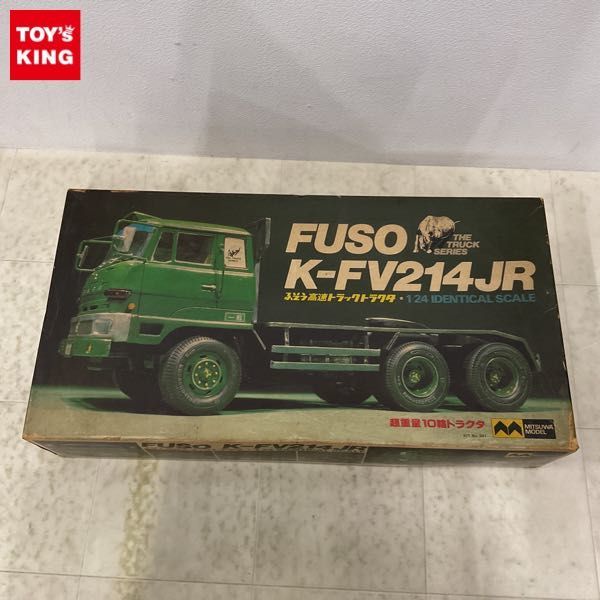 TOY's
KING
FUSO
THE
TRUCK
SERIES
K-FV214JR
ふそう高速トラックトラクタ・1/24 IDENTICAL SCALE
超重量10輪トラクタ
MITSUWA
MODEL
FUSO K-FV214JR